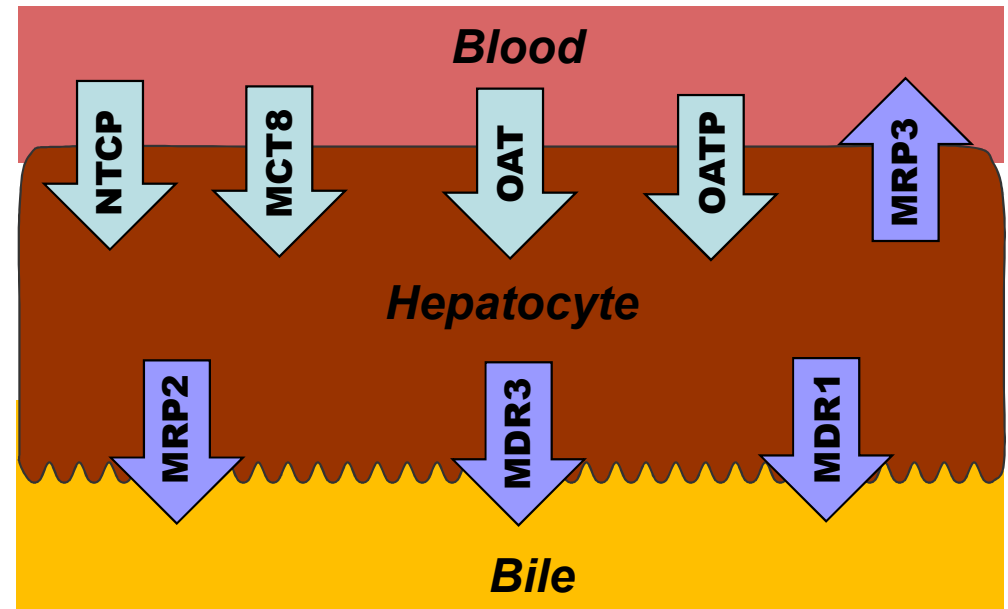 Blood
NTCP
MCT8
OAT
OATP
MRP3
Hepatocyte
MRP2
MDR3
MDR1
Bile